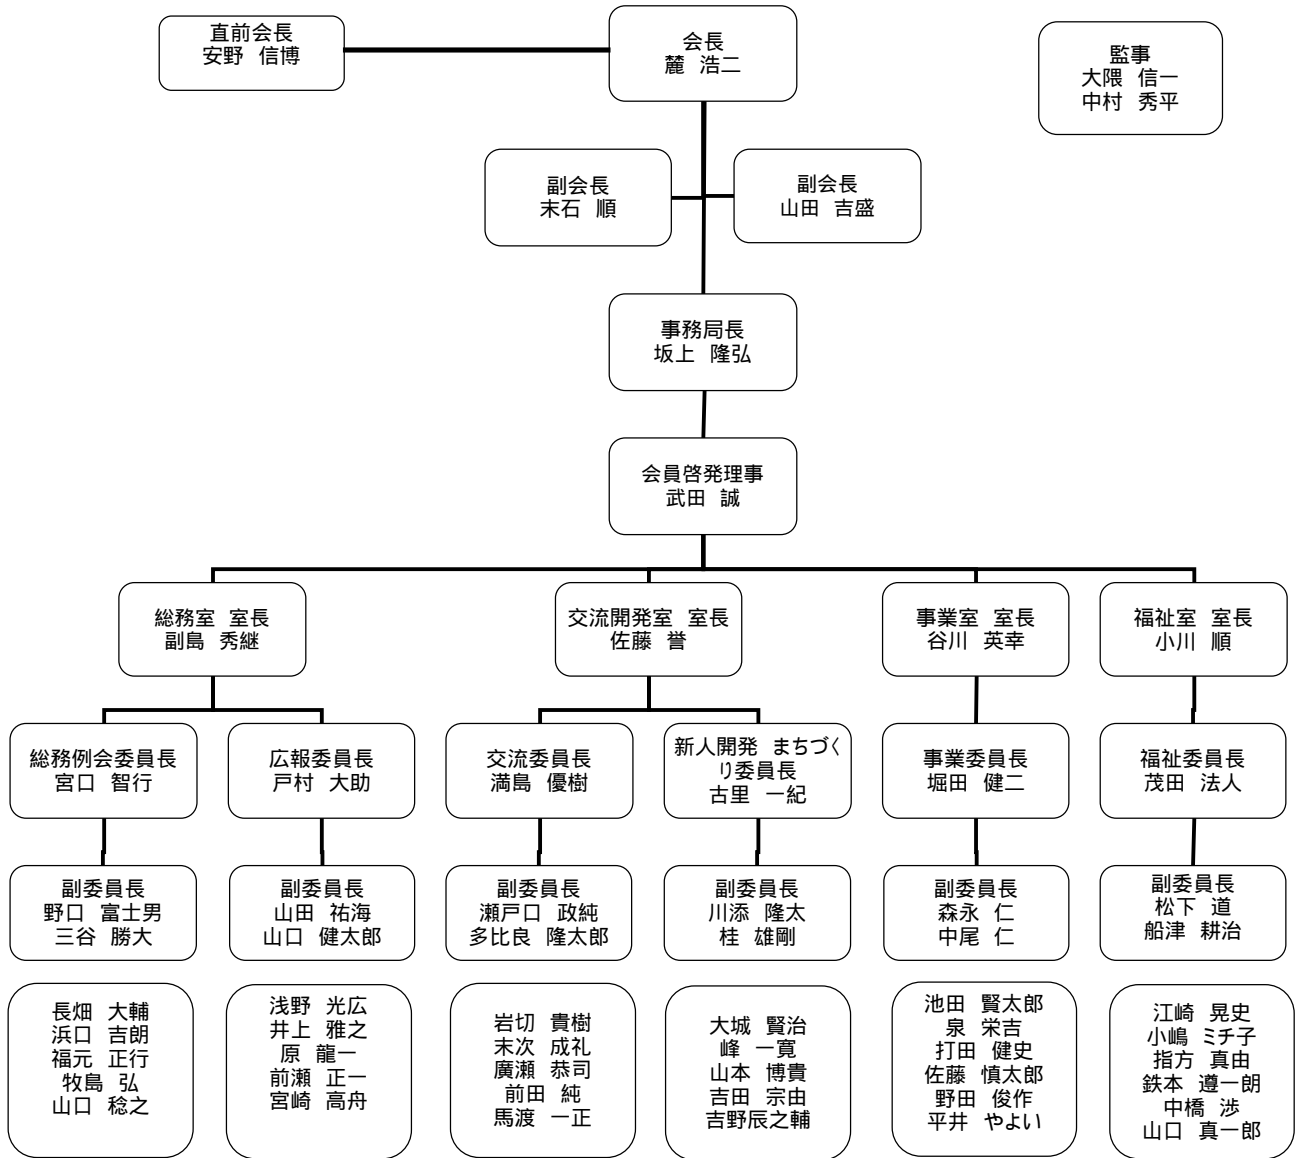 直前会長
安野 信博
会長
麓 浩二
監事
大隈 信一
中村 秀平
副会長
末石 順
副会長
山田 吉盛
事務局長
坂上 隆弘
会員啓発理事
武田 誠
総務室 室長
副島 秀継
交流開発室 室長
佐藤 誉
事業室 室長
谷川 英幸
福祉室 室長
小川 順
総務例会委員長
宮口 智行
広報委員長
戸村 大助
交流委員長
満島 優樹
新人開発 まちづく
り委員長
古里 一紀
事業委員長
堀田 健二
福祉委員長
茂田 法人
副委員長
野口 富士男
三谷 勝大
副委員長
山田 祐海
山口 健太郎
副委員長
瀬戸口 政純
多比良 隆太郎
副委員長
川添 隆太
桂 雄剛
副委員長
森永 仁
中尾 仁
副委員長
松下 道
船津 耕治
長畑 大輔
浜口 吉朗
福元 正行
牧島 弘
山口 稔之
浅野 光広
井上 雅之
原 龍一
前瀬 正一
宮崎 高舟
岩切 貴樹
末次 成礼
廣瀬 恭司
前田 純
馬渡 一正
大城 賢治
峰 一寛
山本 博貴
吉田 宗由
吉野辰之輔
池田 賢太郎
泉 栄吉
打田 健史
佐藤 慎太郎
野田 俊作
平井 やよい
江崎 晃史
小嶋 ミチ子
指方 真由
鉄本 遵一朗
中橋 渉
山口 真一郎